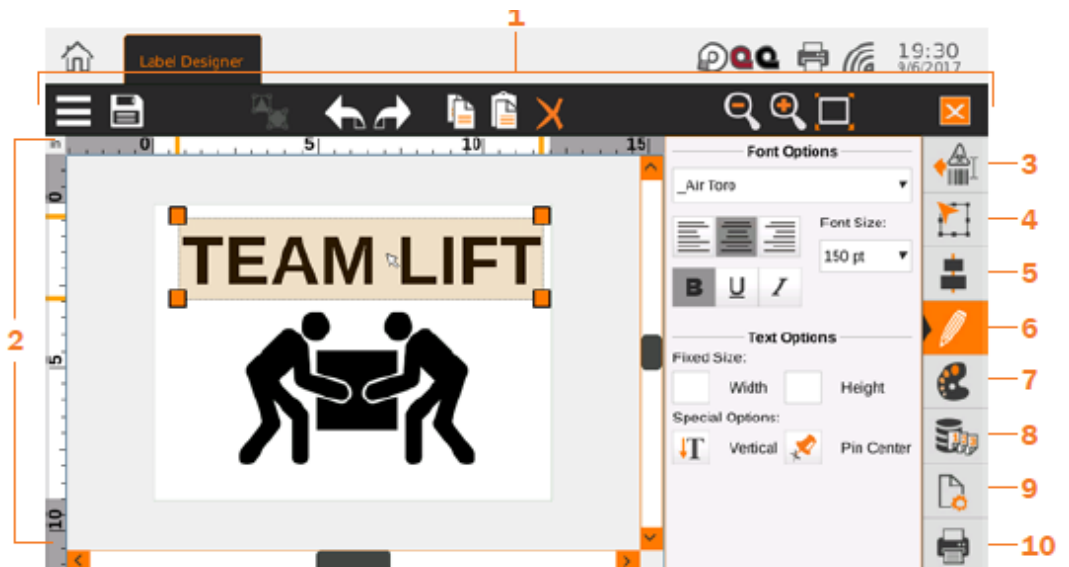 1
Label Designer
19:30
9/6/2017
in 0 5 10 15
Font Options
3
_Air Toro
0
4
Font Size:
TEAM LIFT
150 pt
5
B U I
6
2
Text Options
Fixed Size:
5
Width Height
7
Special Options:
8
T Vertical Pin Center
9
10
10